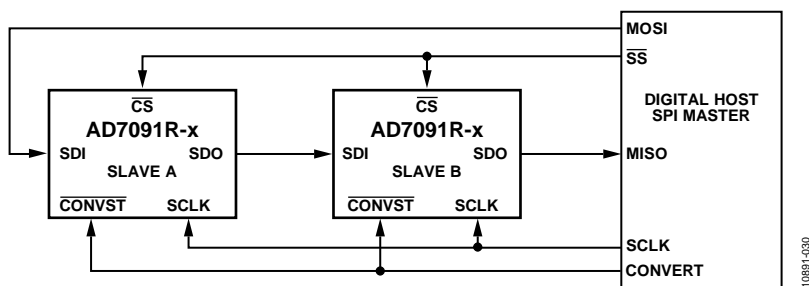 MOSI
SS
CS
CS
DIGITAL HOST
SPI MASTER
AD7091R-x
AD7091R-x
SDI
SDO
SDI
SDO
MISO
SLAVE A
SLAVE B
CONVST
SCLK
CONVST
SCLK
SCLK
CONVERT
10891-030